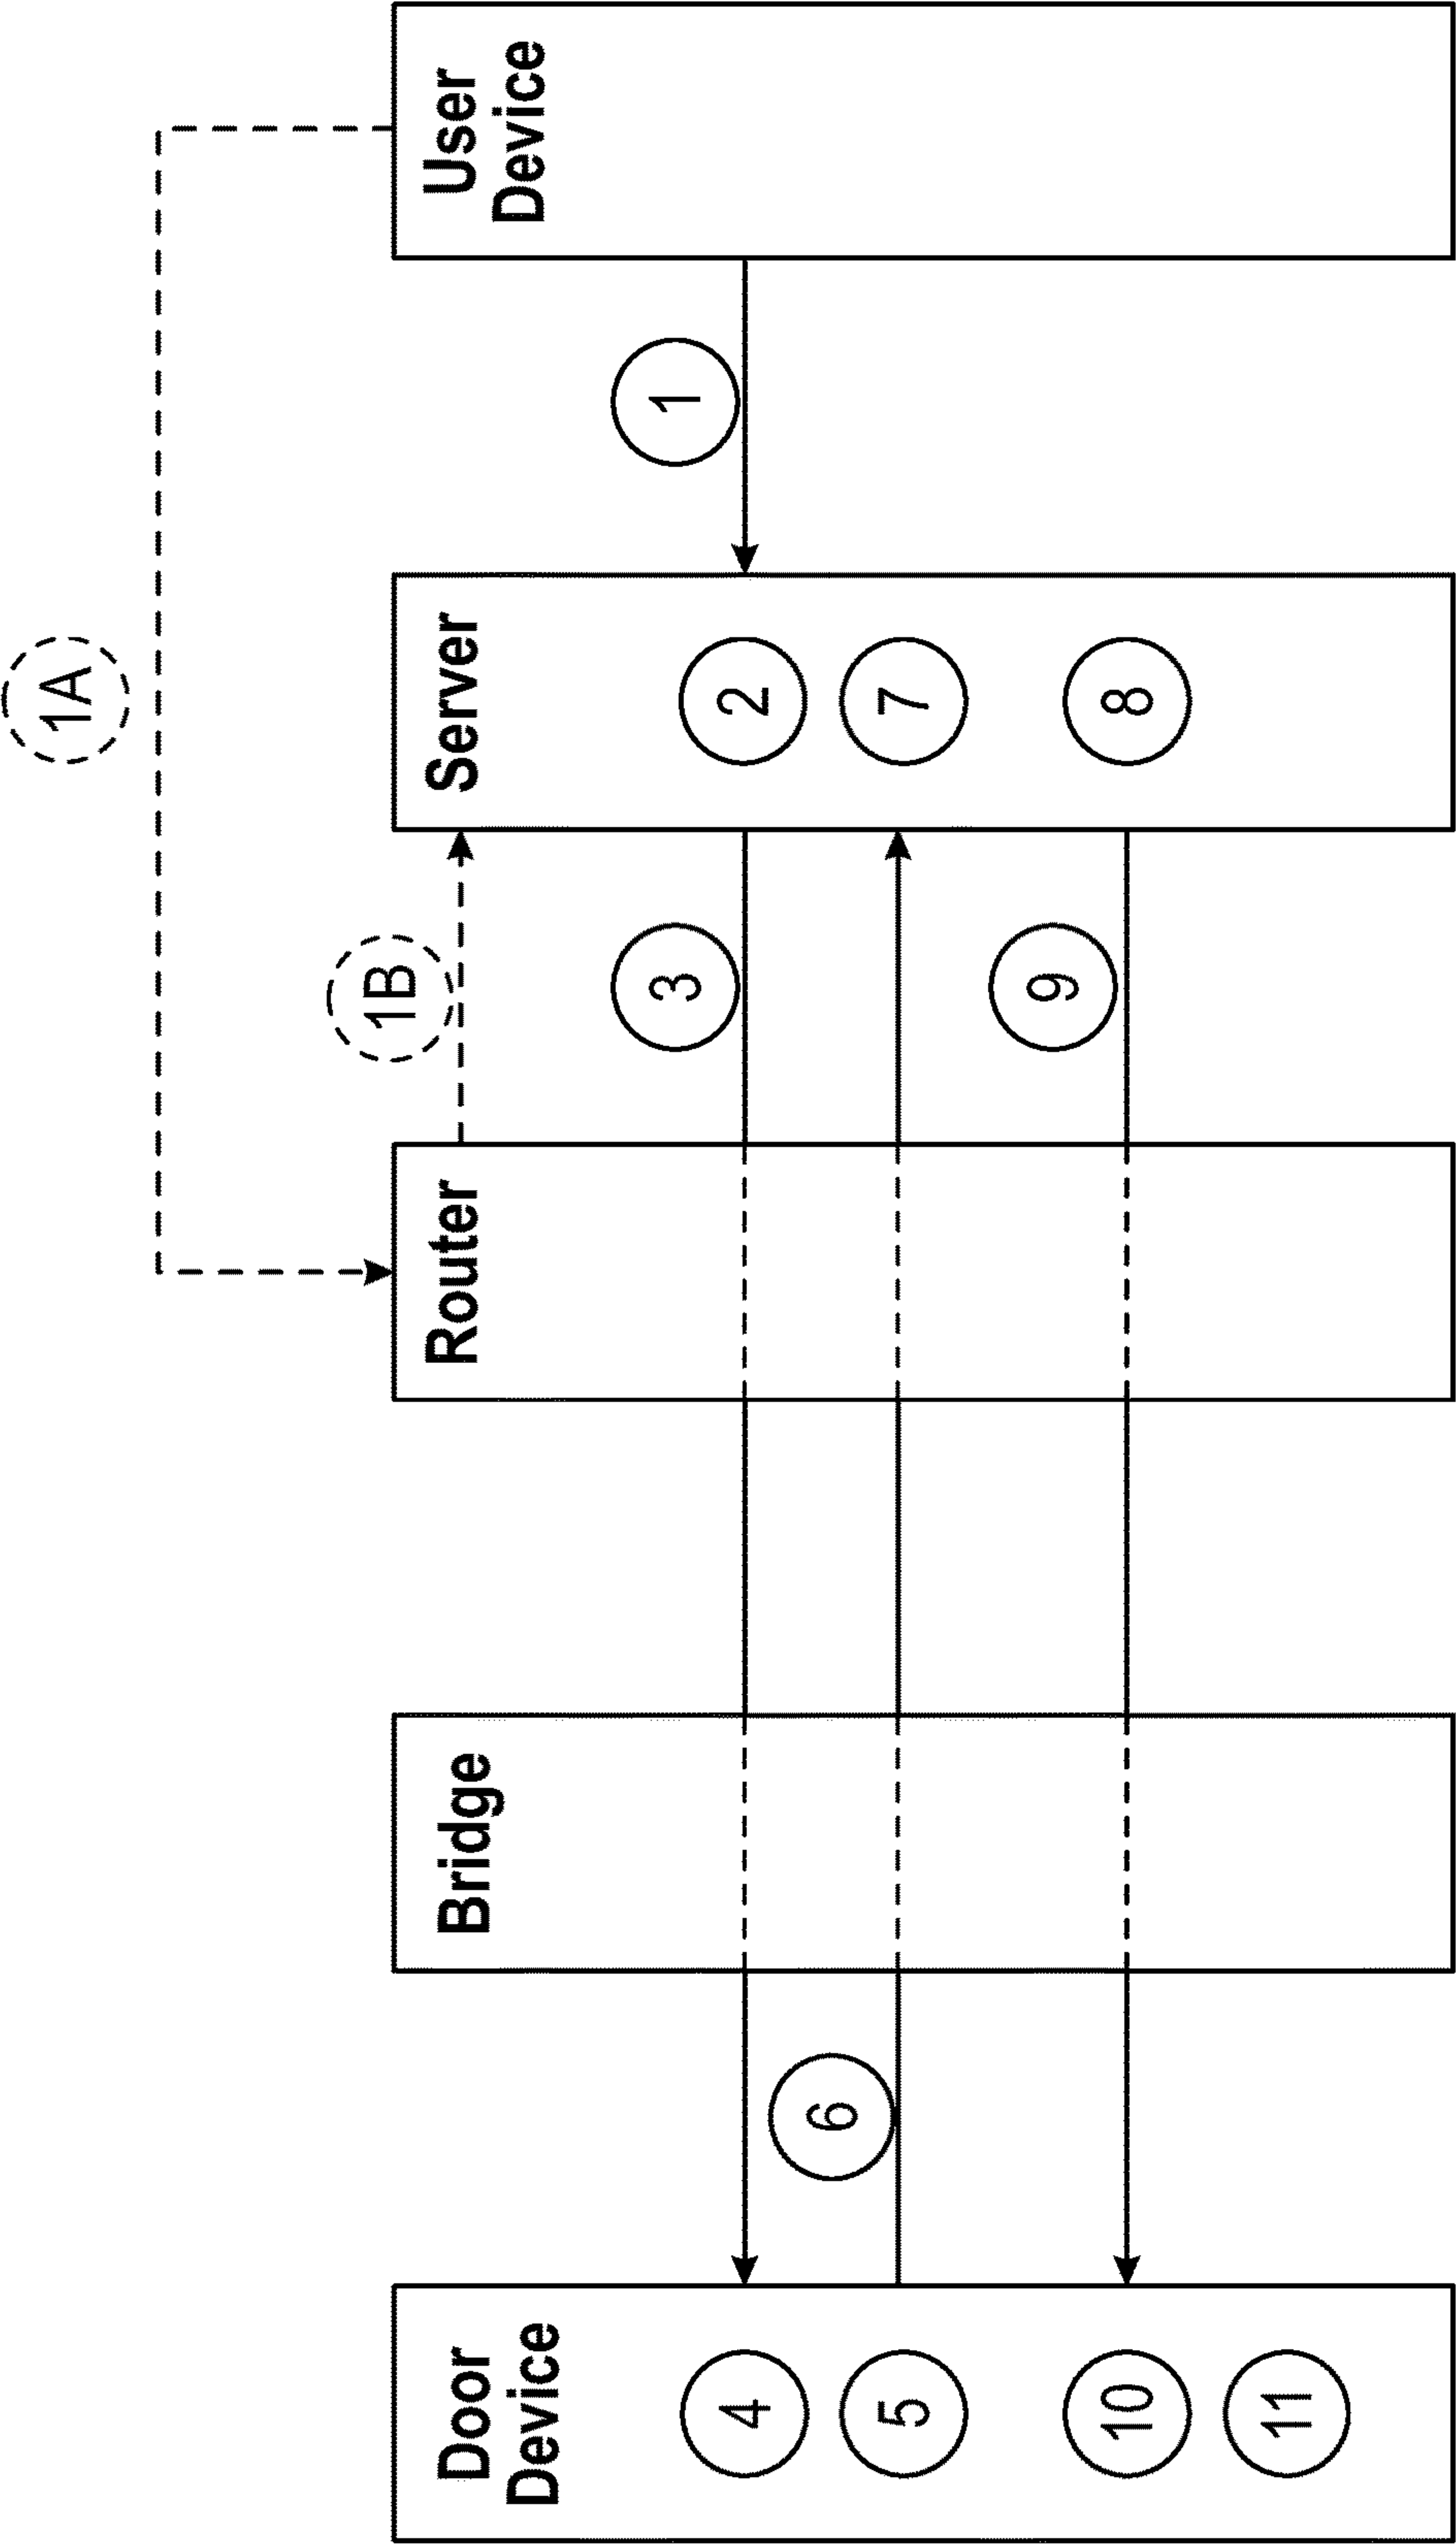 1A
1B
Door
Device
Bridge
Router
Server
User
Device
3
2
1
4
6
5
7
9
8
10
11